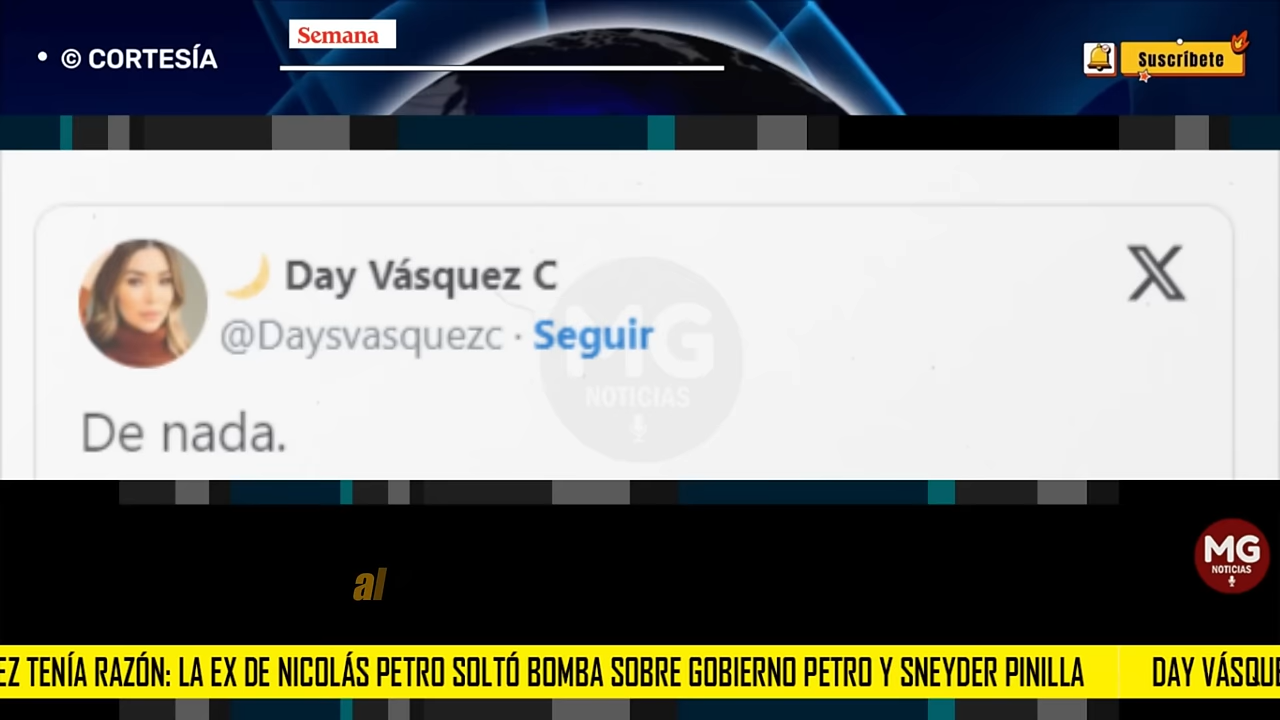 • © CORTESÍA
Semana
Suscríbete
Day Vásquez C
@Daysvasquezc · Seguir
De nada.
MG
NOTICIAS
al
MG
NOTICIAS
EZ TENÍA RAZÓN: LA EX DE NICOLÁS PETRO SOLTÓ BOMBA SOBRE GOBIERNO PETRO Y SNEYDER PINILLA DAY VÁSQUE